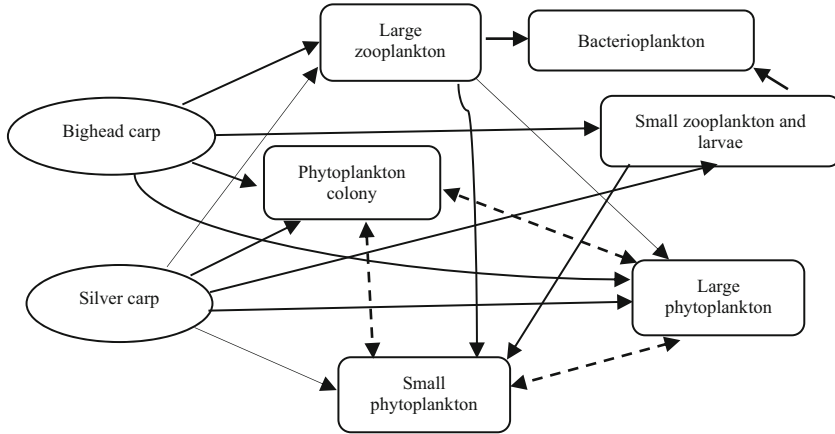 Large
zooplankton
Bacterioplankton
Bighead carp
Small zooplankton and
larvae
Phytoplankton
colony
Silver carp
Large
phytoplankton
Small
phytoplankton